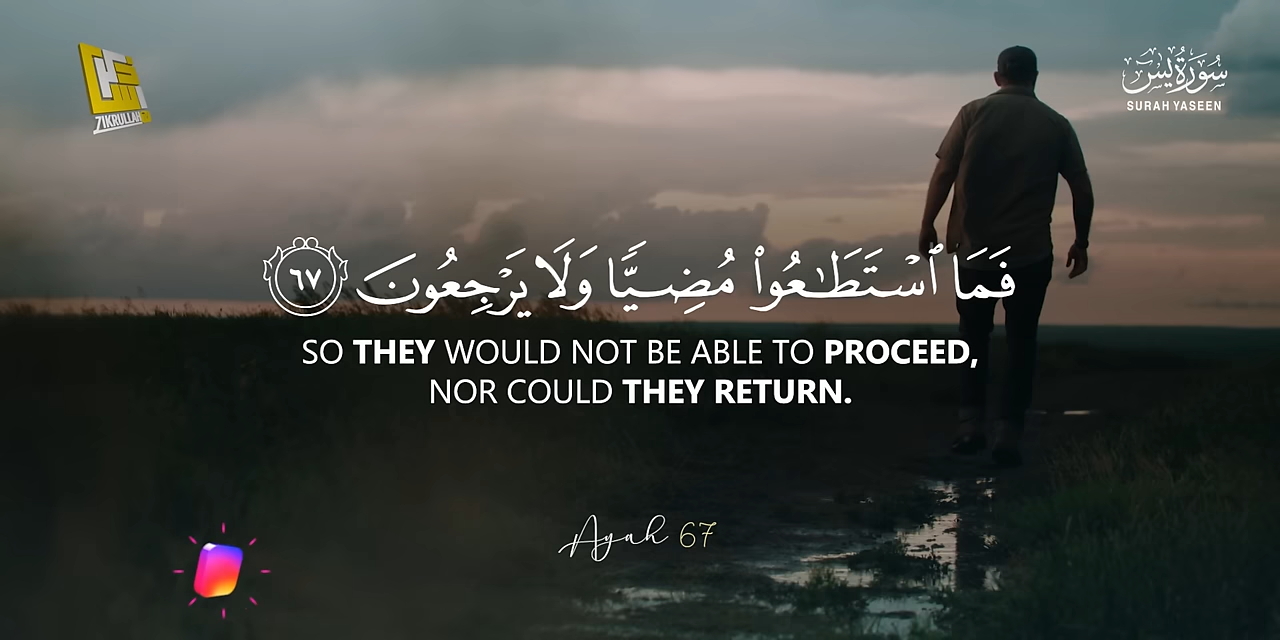 سُورَةُ يس
SURAH YASEEN
ZIKRULLAH
فَمَا ٱسْتَطَـٰعُوا۟ مُضِيًّا وَلَا يَرْجِعُونَ ٦٧
SO THEY WOULD NOT BE ABLE TO PROCEED,
NOR COULD THEY RETURN.
Ayah 67